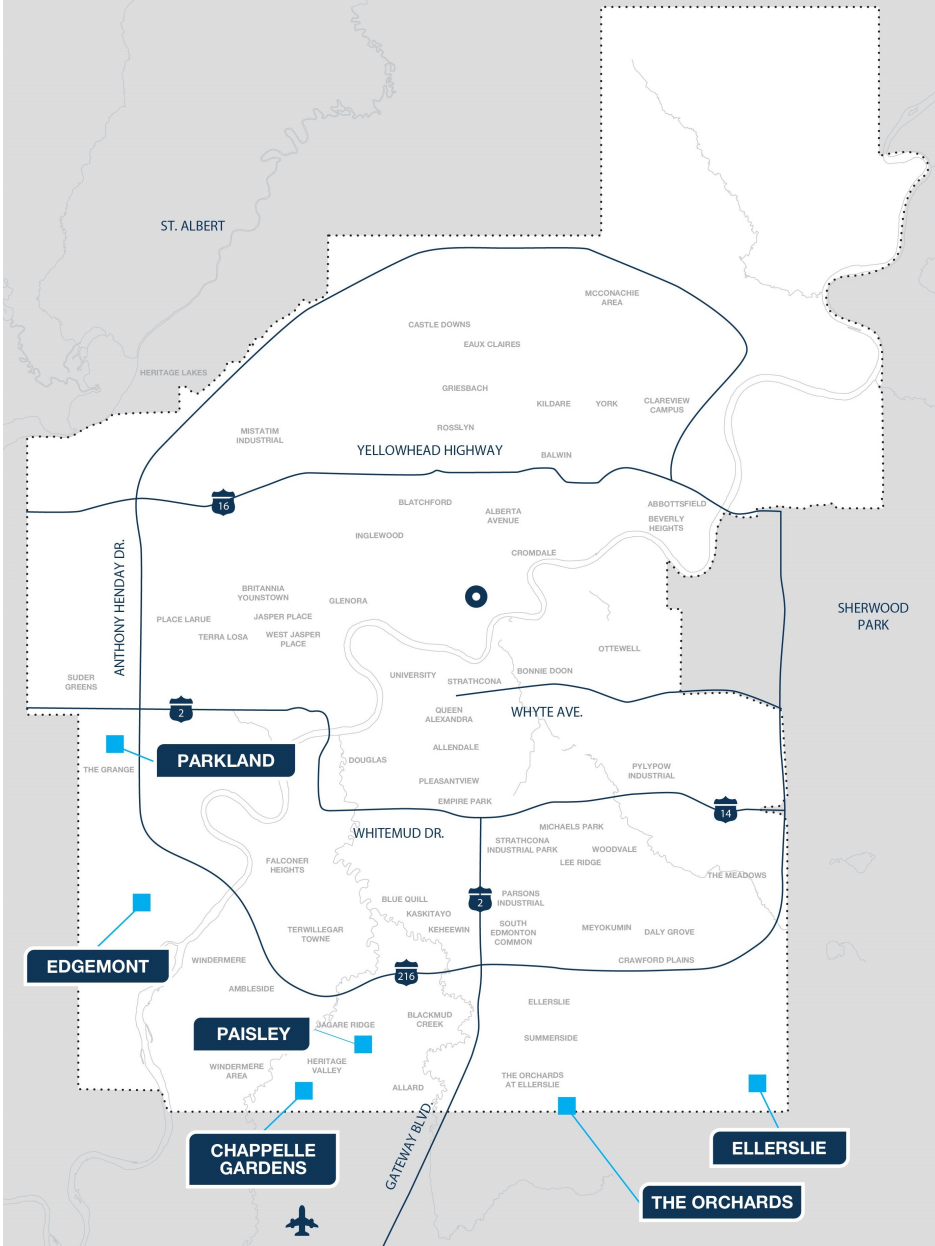 ST. ALBERT
MCCONACHIE
AREA
CASTLE DOWNS
EAUX CLAIRES
HERITAGE LAKES
GRIESBACH
KILDARE
YORK
CLAREVIEW
CAMPUS
MISTATIM
INDUSTRIAL
ROSSLYN
YELLOWHEAD HIGHWAY
BALWIN
16
BLATCHFORD
ALBERTA
AVENUE
ABBOTTSFIELD
BEVERLY
HEIGHTS
INGLEWOOD
CROMDALE
ANTHONY HENDAY DR.
BRITANNIA
YOUNSTOWN
GLENORA
PLACE LARUE
JASPER PLACE
TERRA LOSA
WEST JASPER
PLACE
SHERWOOD
PARK
OTTEWELL
SUDER
GREENS
UNIVERSITY
STRATHCONA
BONNIE DOON
2
QUEEN
ALEXANDRA
WHYTE AVE.
PARKLAND
THE GRANGE
DOUGLAS
ALLENDALE
PLEASANTVIEW
PYLYPOW
INDUSTRIAL
EMPIRE PARK
14
WHITEMUD DR.
MICHAELS PARK
STRATHCONA
INDUSTRIAL PARK
WOODVALE
LEE RIDGE
FALCONER
HEIGHTS
THE MEADOWS
BLUE QUILL
2
PARSONS
INDUSTRIAL
KASKITAYO
KEHEEWIN
TERWILLEGAR
TOWNE
SOUTH
EDMONTON
COMMON
MEYOKUMIN
DALY GROVE
EDGEMONT
WINDERMERE
216
CRAWFORD PLAINS
AMBLESIDE
ELLERSLIE
BLACKMUD
CREEK
PAISLEY
JAGARE RIDGE
SUMMERSIDE
WINDERMERE
AREA
HERITAGE
VALLEY
ALLARD
THE ORCHARDS
AT ELLERSLIE
GATEWAY BLVD.
CHAPPELLE
GARDENS
ELLERSLIE
THE ORCHARDS